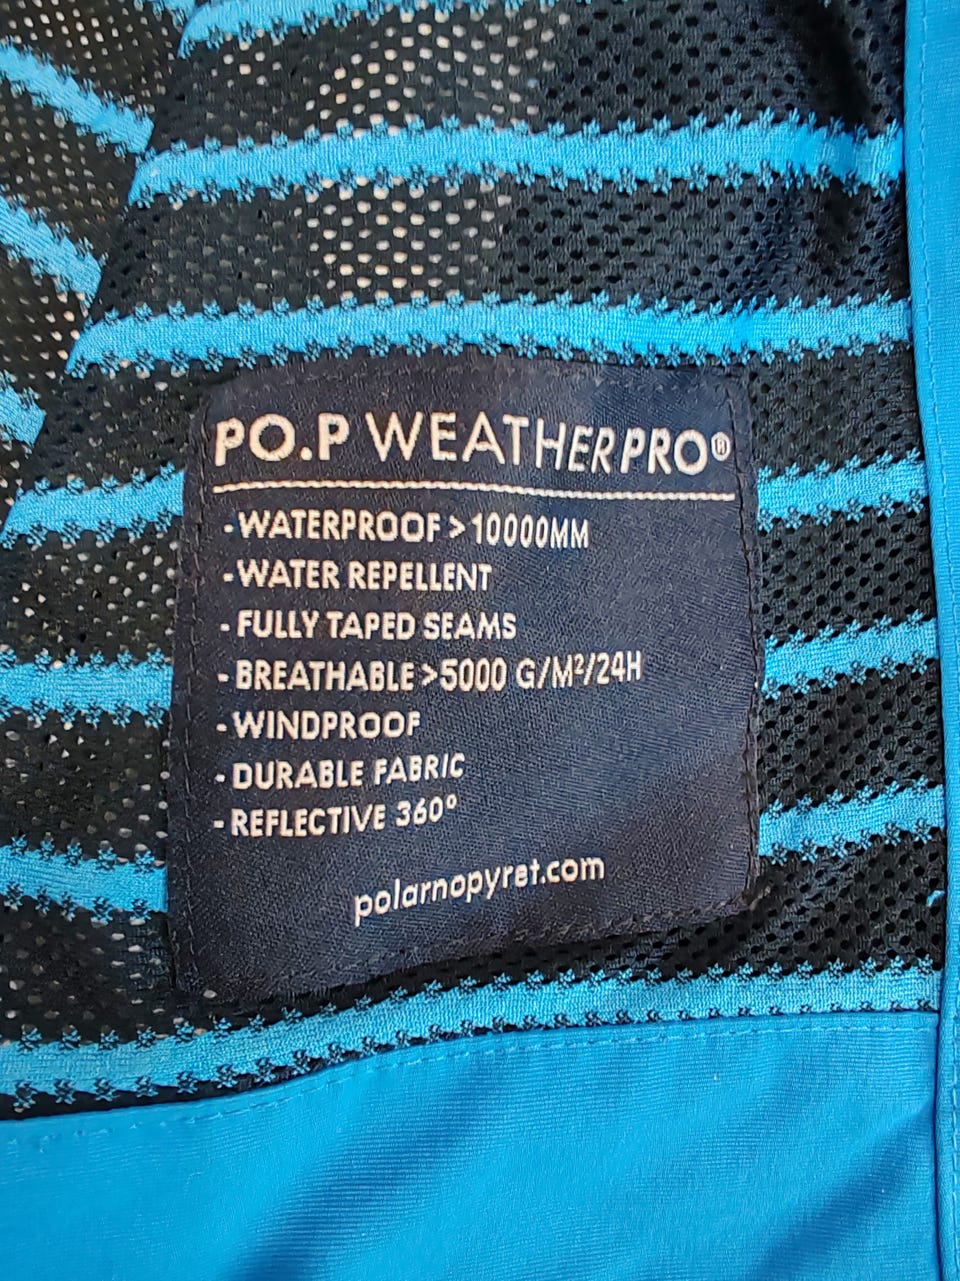 PO.P WEATHERPRO®
- WATERPROOF > 10000MM
- WATER REPELLENT
- FULLY TAPED SEAMS
- BREATHABLE >5000 G/M²/24H
- WINDPROOF
- DURABLE FABRIC
- REFLECTIVE 360°
polarnopyret.com